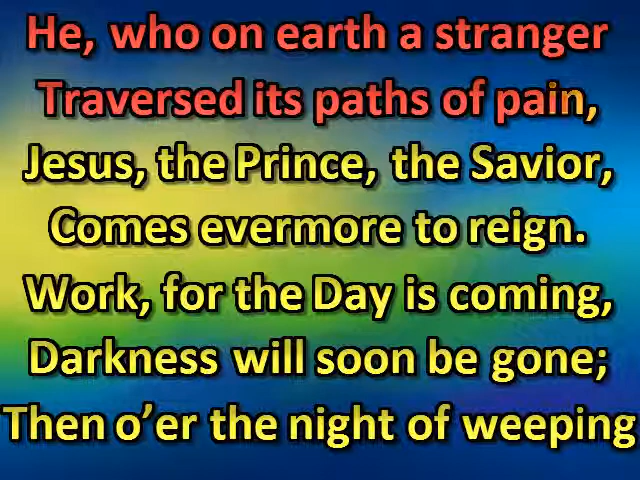 He, who on earth a stranger
Traversed its paths of pain,
Jesus, the Prince, the Savior,
Comes evermore to reign.
Work, for the Day is coming,
Darkness will soon be gone;
Then o’er the night of weeping